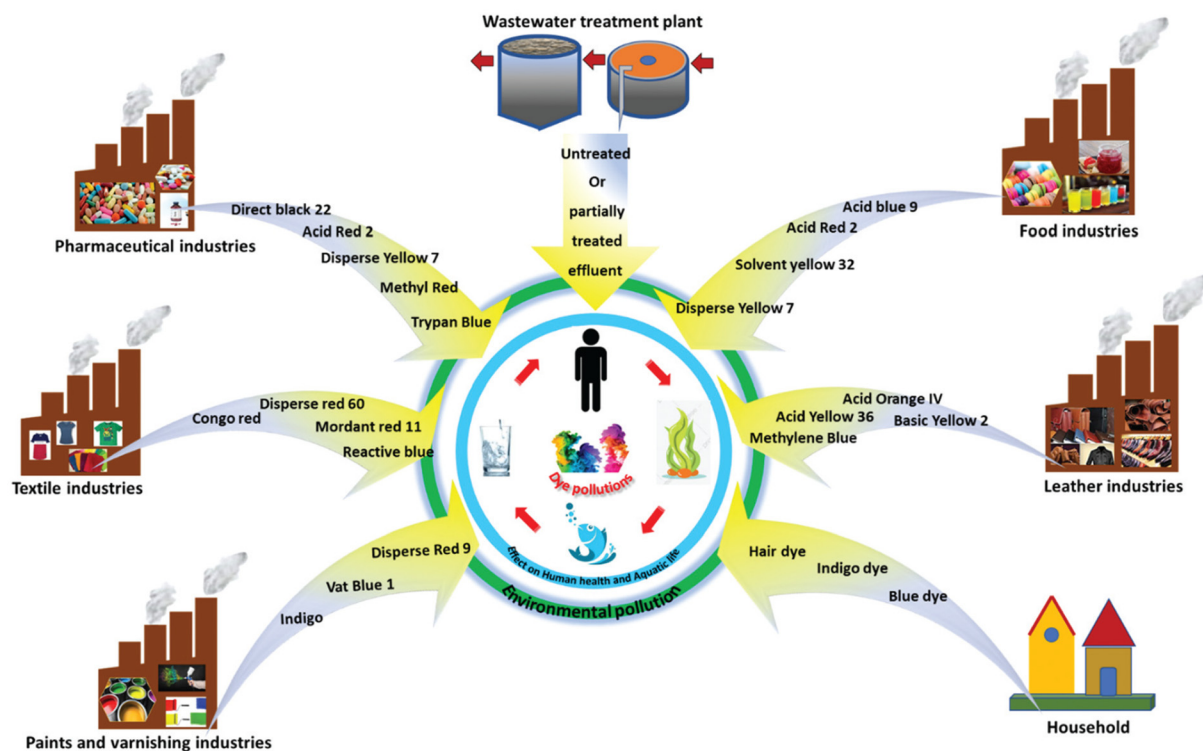 Wastewater treatment plant
Untreated
Or
partially
treated
effluent
Pharmaceutical industries
Direct black 22
Acid Red 2
Disperse Yellow 7
Methyl Red
Trypan Blue
Food industries
Acid blue 9
Acid Red 2
Solvent yellow 32
Disperse Yellow 7
Textile industries
Congo red
Disperse red 60
Mordant red 11
Reactive blue
Leather industries
Acid Orange IV
Basic Yellow 2
Acid Yellow 36
Methylene Blue
Dye pollutions
Effect on Human health and Aquatic life
Environmental pollution
Paints and varnishing industries
Disperse Red 9
Vat Blue 1
Indigo
Household
Hair dye
Indigo dye
Blue dye